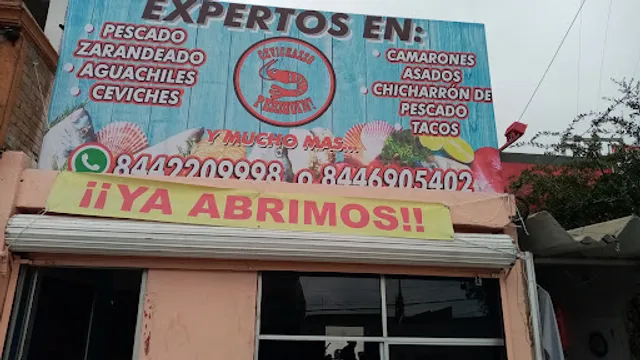 EXPERTOS EN:
PESCADO
ZARANDEADO
AGUACHILES
CEVICHES
CAMARONES
ASADOS
CHICHARRÓN DE
PESCADO
TACOS
Y MUCHO MAS...
8442209998 o 8446905402
¡¡YA ABRIMOS!!